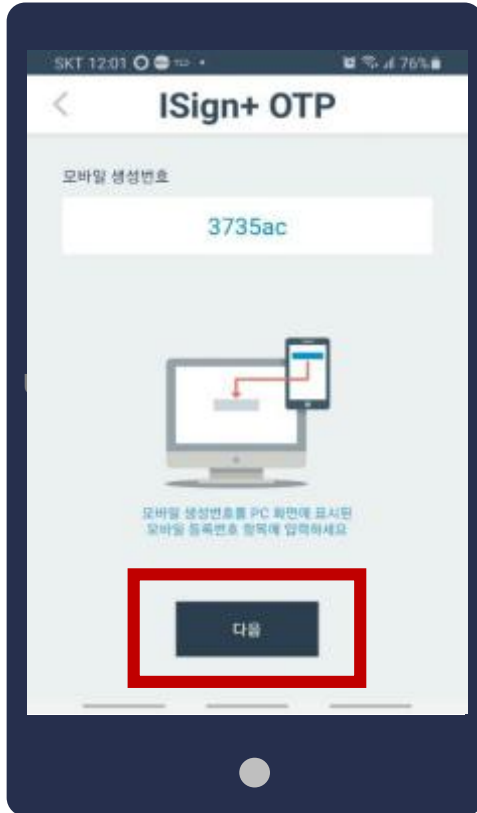 SKT 12:01
76%
ISign+ OTP
모바일 생성번호
3735ac
모바일 생성번호를 PC 화면에 표시된
모바일 등록번호 항목에 입력하세요
다음